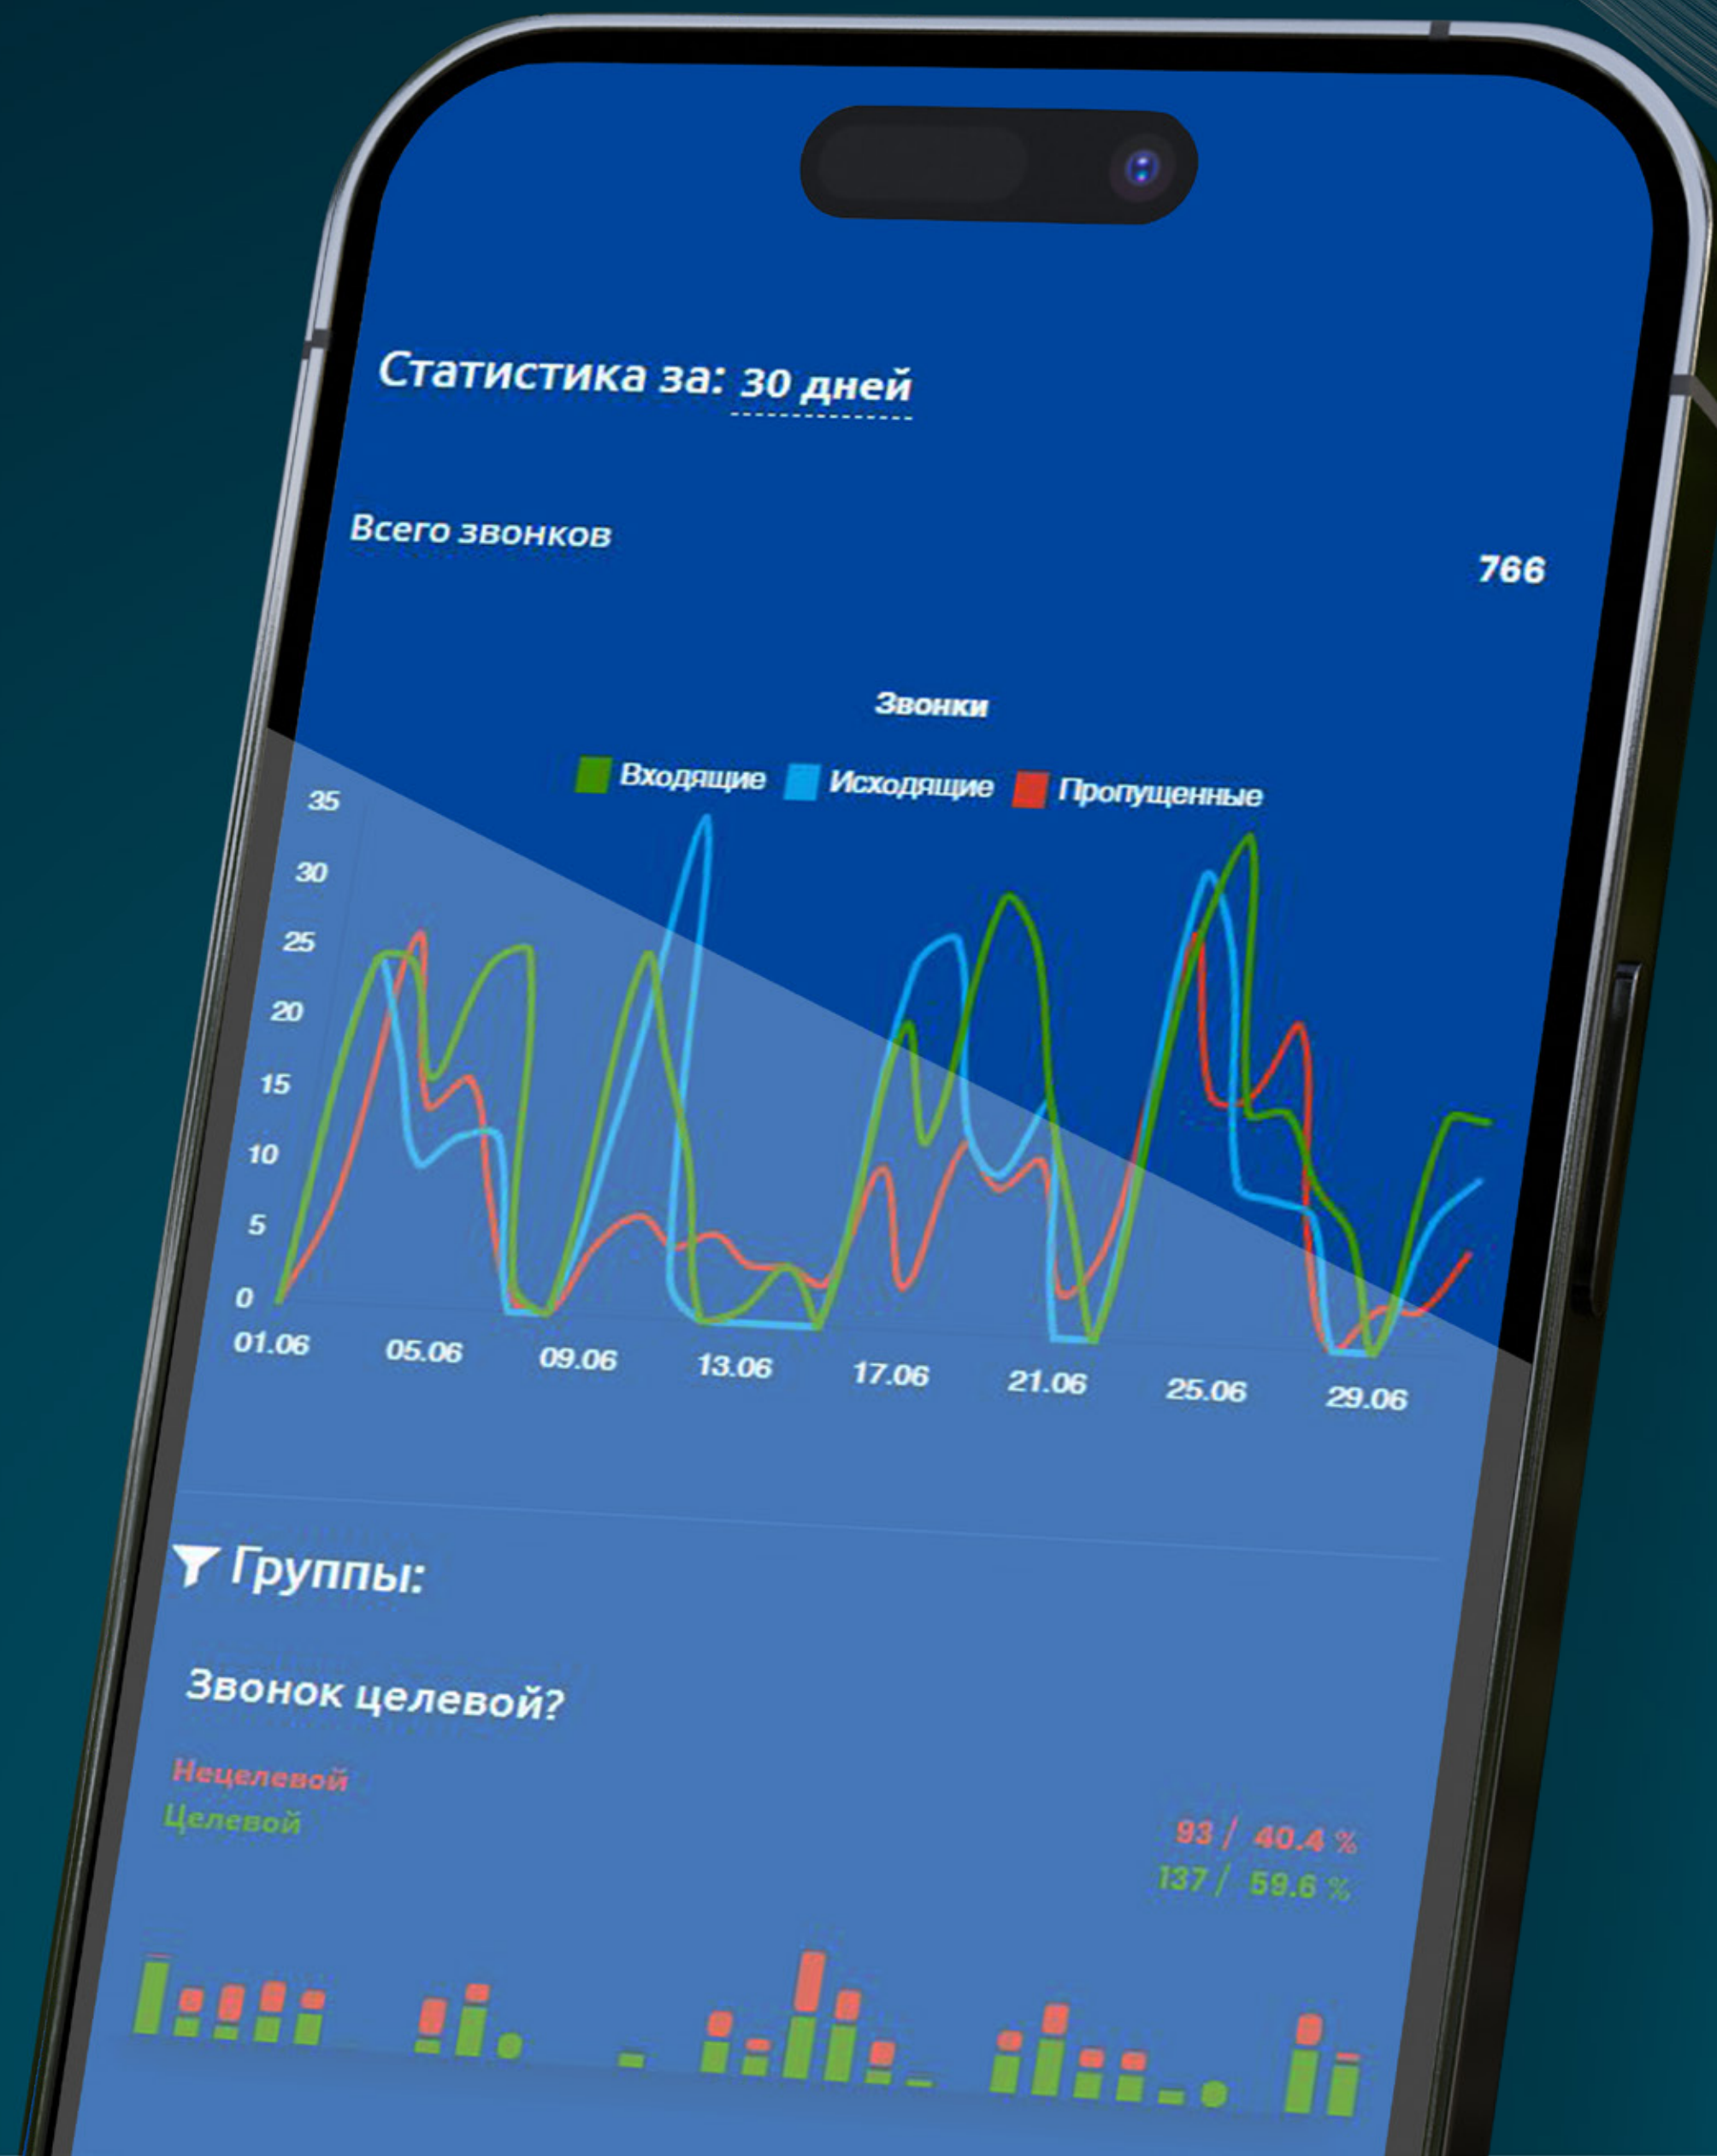 Статистика за: 30 дней
Всего звонков
766
Звонки
Входящие Исходящие Пропущенные
35
30
25
20
15
10
5
0
01.06 05.06 09.06 13.06 17.06 21.06 25.06 29.06
Группы:
Звонок целевой?
Нецелевой 93 / 40.4 %
Целевой 137 / 59.6 %